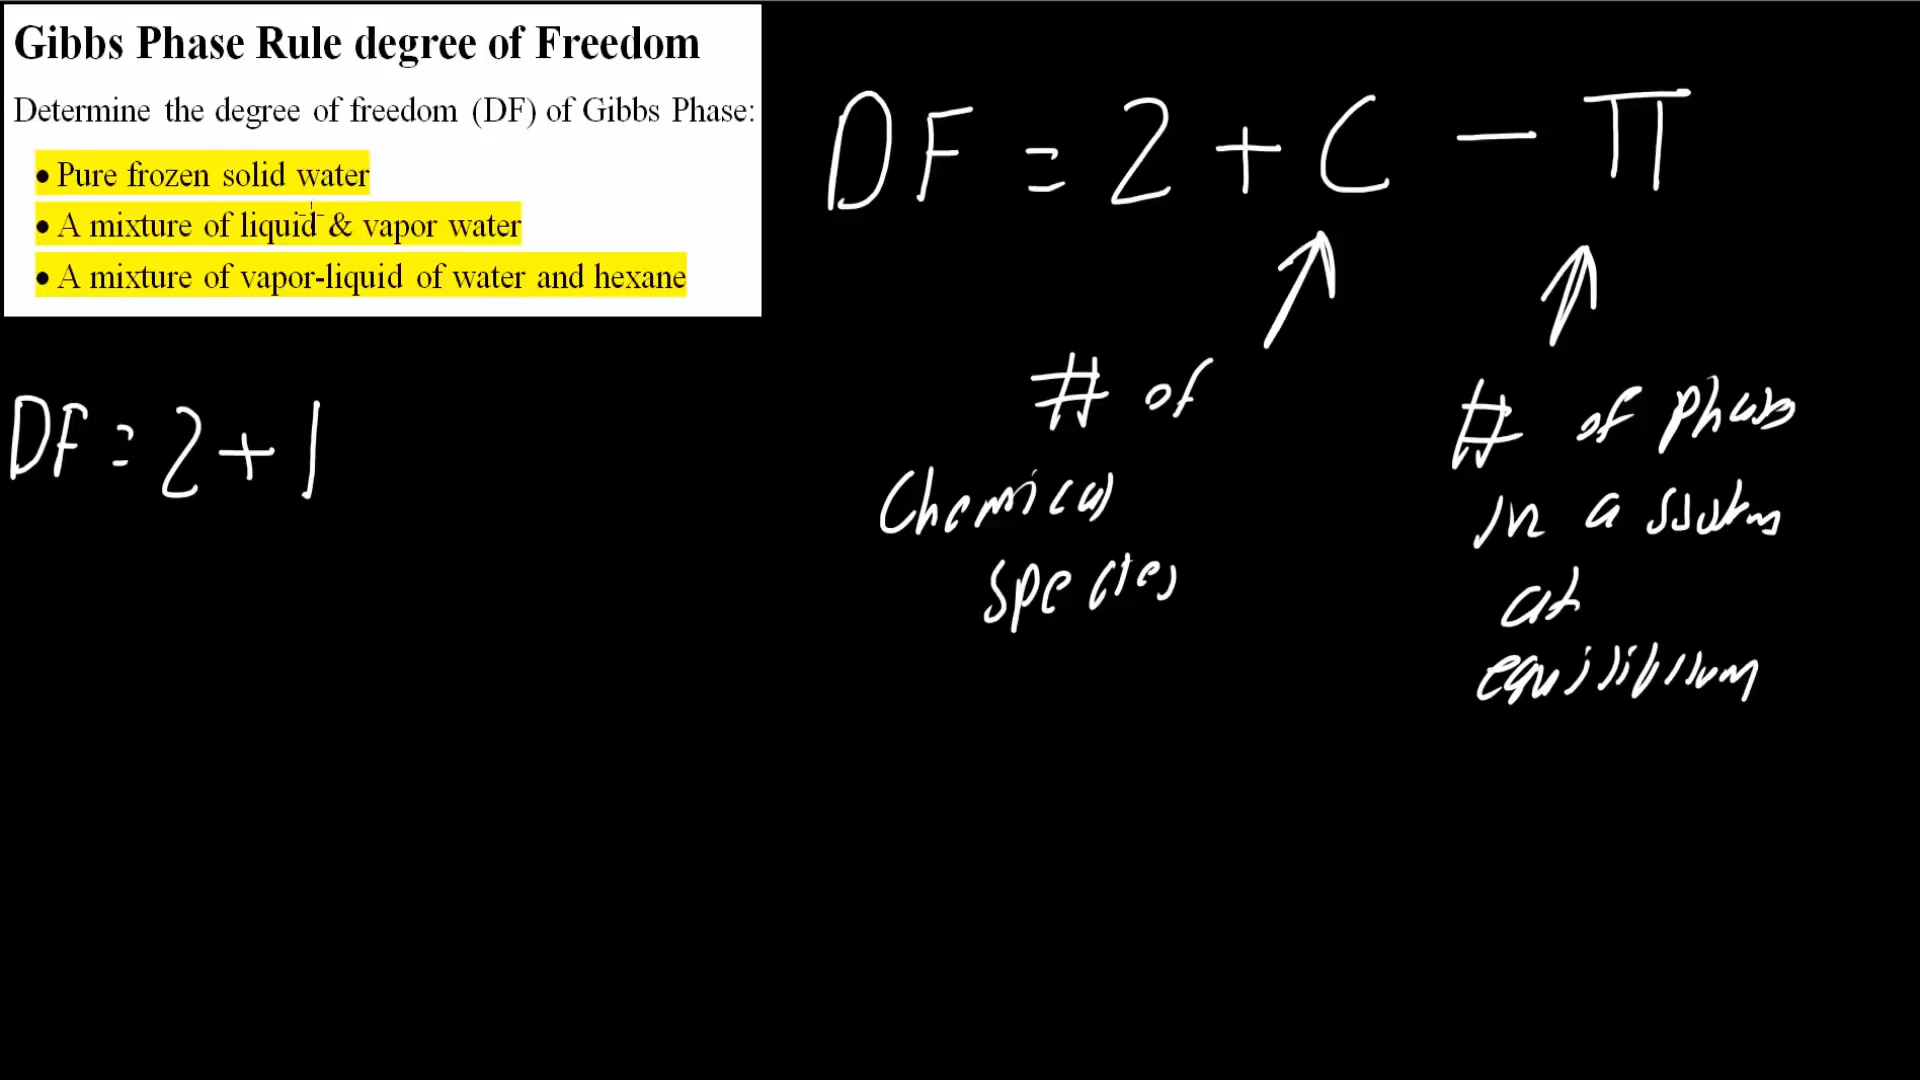 Gibbs Phase Rule degree of Freedom
Determine the degree of freedom (DF) of Gibbs Phase:
• Pure frozen solid water
• A mixture of liquid & vapor water
• A mixture of vapor-liquid of water and hexane
DF = 2 + C - π
# of
Chemical
species
# of phases
in a system
at
equilibrium
DF = 2 + 1